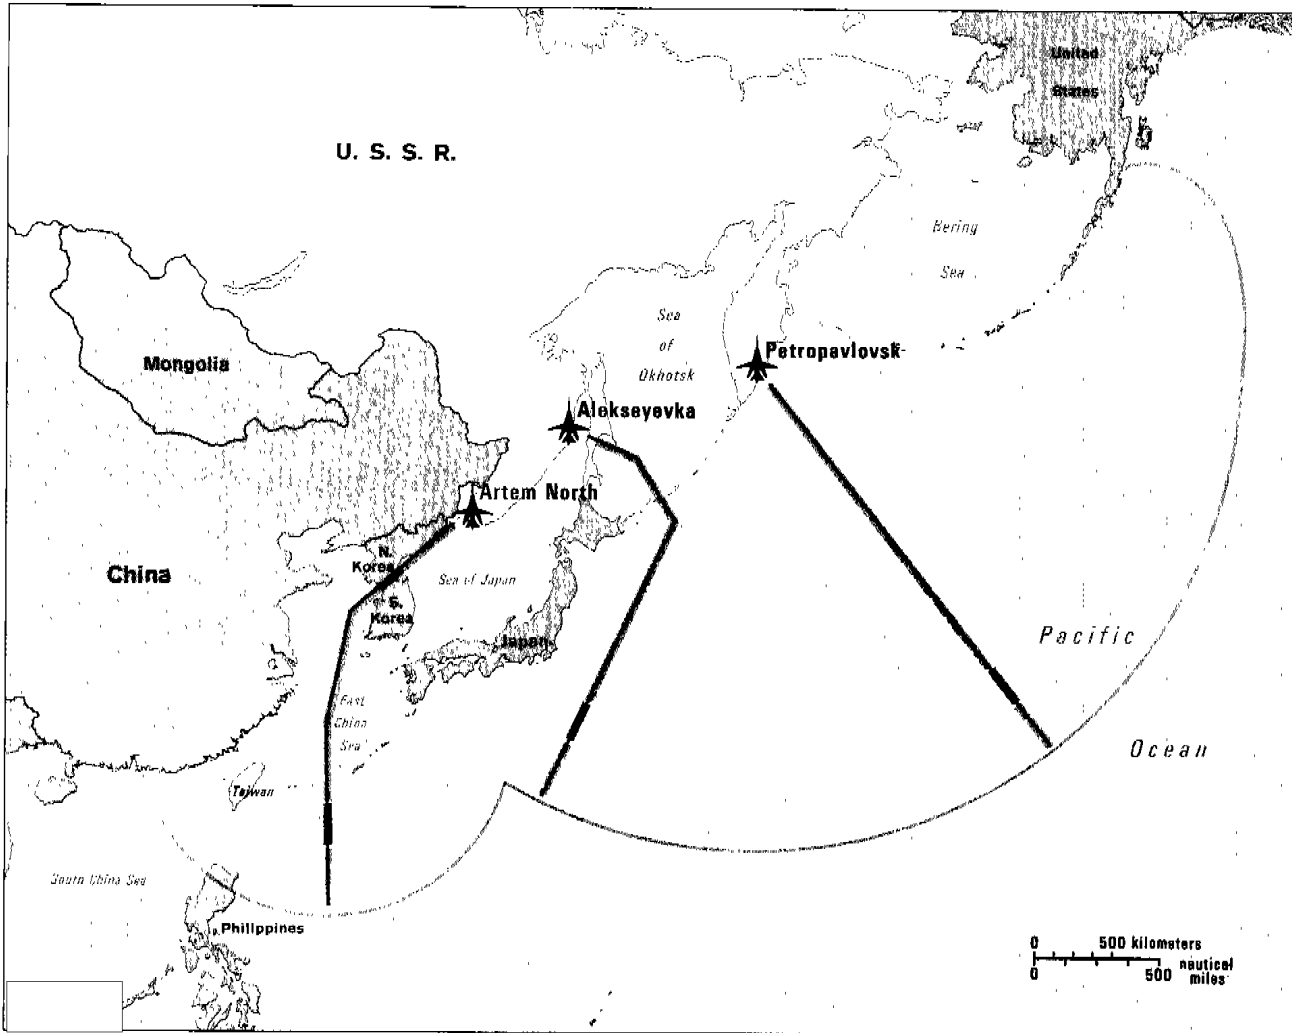 United
States
U. S. S. R.
Bering
Sea
Sea
of
Okhotsk
Mongolia
Petropavlovsk
Alekseyevka
Artem North
N.
Korea
China
Sea of Japan
S.
Korea
Japan
Pacific
East
China
Sea
Ocean
Taiwan
South China Sea
Philippines
0 500 kilometers
0 500 nautical
miles